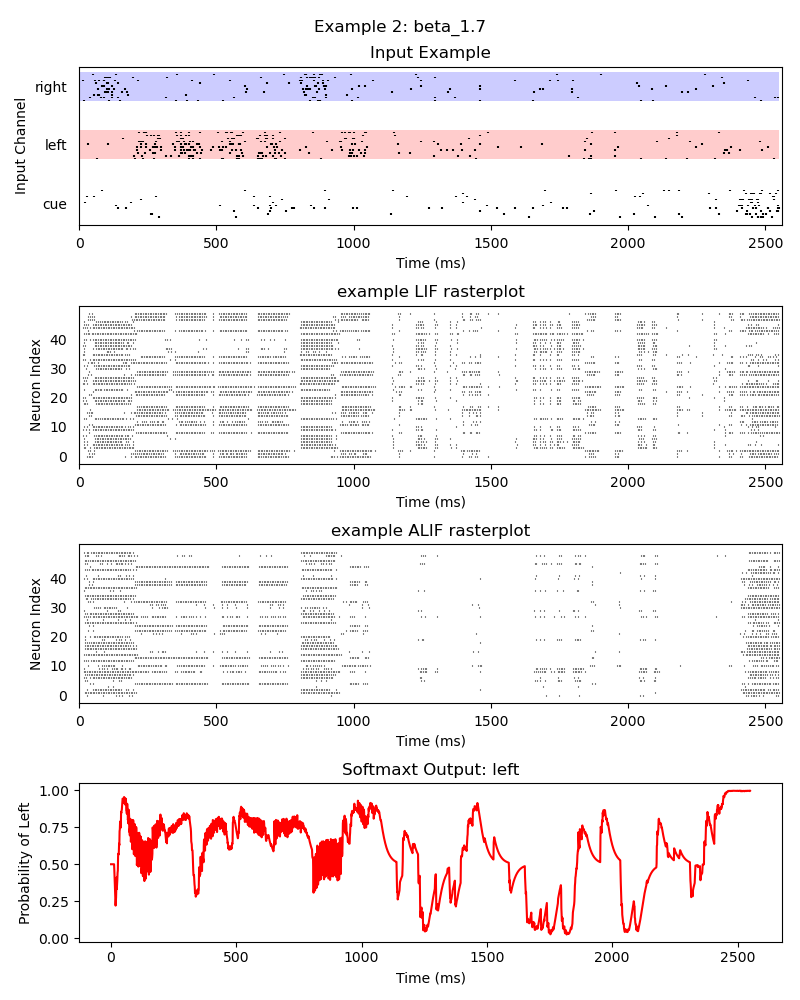 Example 2: beta_1.7
Input Example
Input Channel
right
left
cue
0 500 1000 1500 2000 2500
Time (ms)
example LIF rasterplot
Neuron Index
40
30
20
10
0
0 500 1000 1500 2000 2500
Time (ms)
example ALIF rasterplot
Neuron Index
40
30
20
10
0
0 500 1000 1500 2000 2500
Time (ms)
Softmaxt Output: left
Probability of Left
1.00
0.75
0.50
0.25
0.00
0 500 1000 1500 2000 2500
Time (ms)